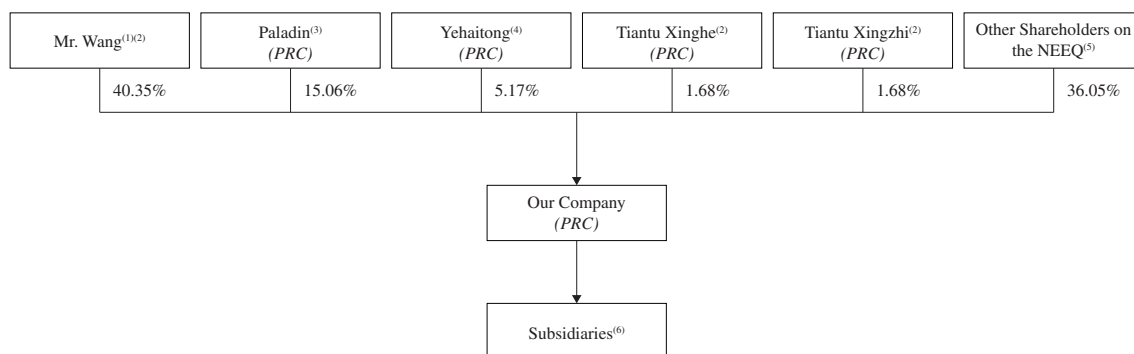 Mr. Wang(1)(2)
Paladin(3)
(PRC)
Yehaitong(4)
(PRC)
Tiantu Xinghe(2)
(PRC)
Tiantu Xingzhi(2)
(PRC)
Other Shareholders on
the NEEQ(5)
40.35%
15.06%
5.17%
1.68%
1.68%
36.05%
Our Company
(PRC)
Subsidiaries(6)